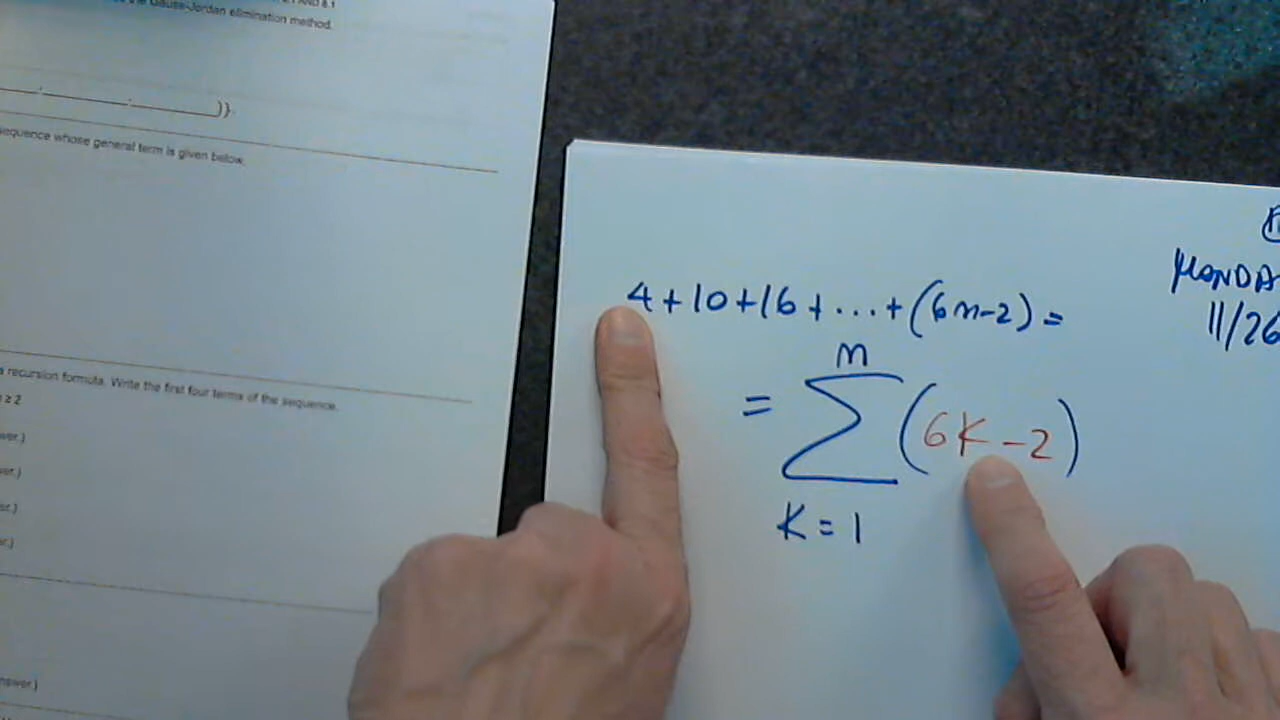 Gauss-Jordan elimination method.
)}.
sequence whose general term is given below.
a recursion formula. Write the first four terms of the sequence.
≥ 2
4+10+16+...+(6n-2)=
n
= ∑ (6K-2)
K=1
MONDA
11/26